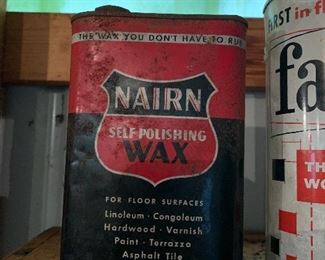 THE WAX YOU DON'T HAVE TO RUB
NAIRN
SELF POLISHING
WAX
FOR FLOOR SURFACES
Linoleum · Congoleum
Hardwood · Varnish
Paint · Terrazzo
Asphalt Tile
FIRST in
fa
TH
WO